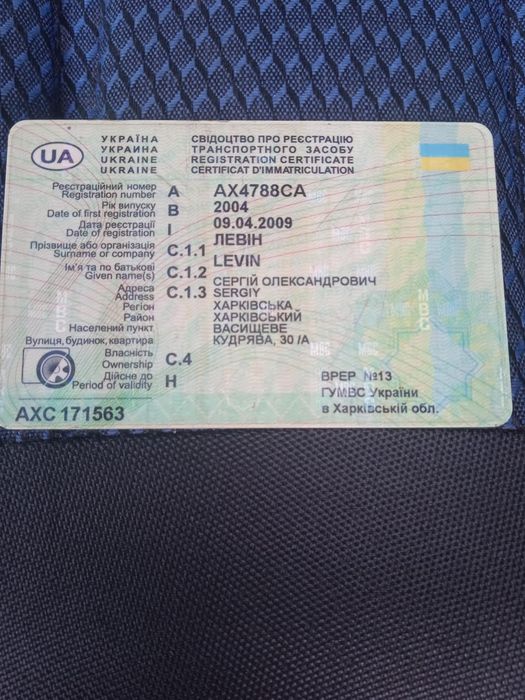 UA
УКРАЇНА
УКРАИНА
UKRAINE
UKRAINE
СВІДОЦТВО ПРО РЕЄСТРАЦІЮ
ТРАНСПОРТНОГО ЗАСОБУ
REGISTRATION CERTIFICATE
CERTIFICAT D'IMMATRICULATION
Реєстраційний номер
Registration number A AX4788CA
Рік випуску
Date of first registration B 2004
Дата реєстрації
Date of registration I 09.04.2009
Прізвище або організація
Surname or company C.1.1 ЛЕВІН
LEVIN
Ім'я та по батькові
Given name(s) C.1.2 СЕРГІЙ ОЛЕКСАНДРОВИЧ
SERGIY
Адреса
Address C.1.3
Регіон ХАРКІВСЬКА
Район ХАРКІВСЬКИЙ
Населений пункт ВАСИЩЕВЕ
Вулиця, будинок, квартира КУДРЯВА, 30/А
Власність
Ownership C.4
Дійсне до
Period of validity H
ВРЕР №13
ГУМВС України
в Харківській обл.
АХС 171563